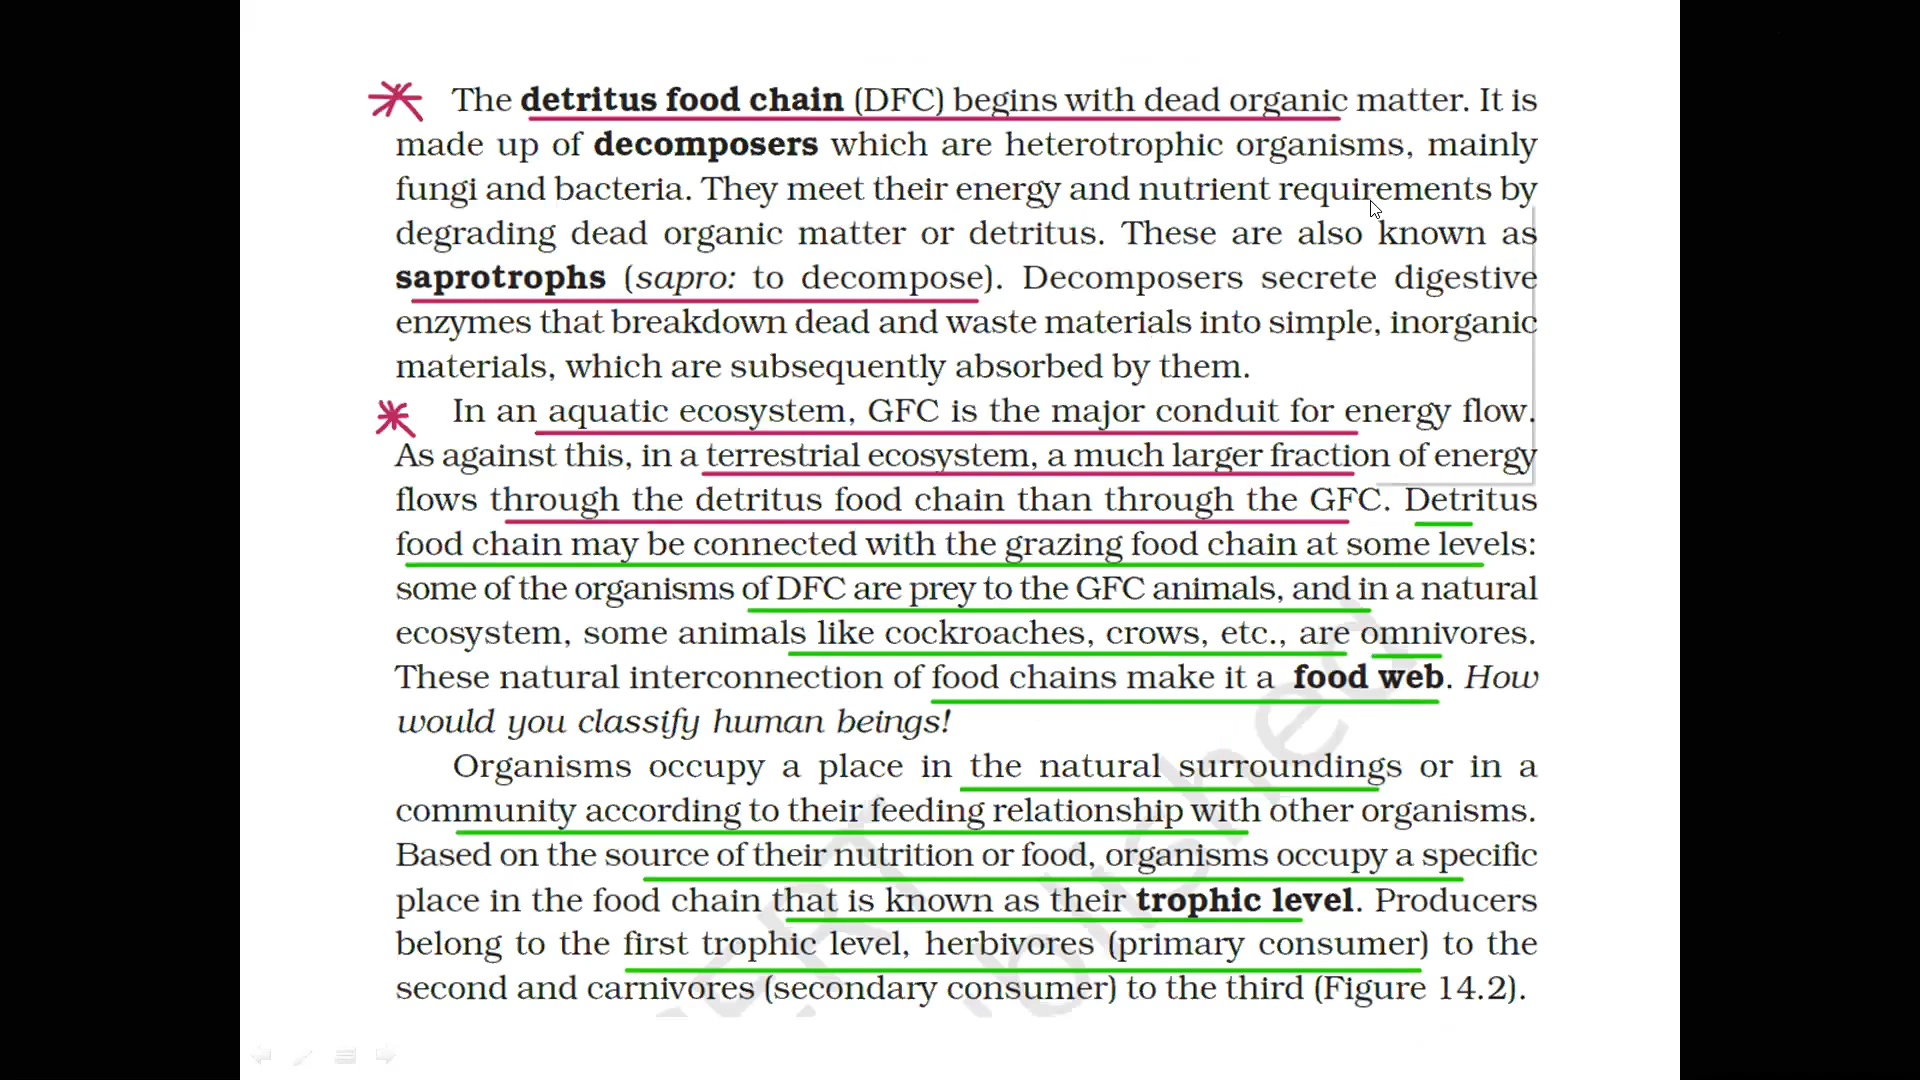 The detritus food chain (DFC) begins with dead organic matter. It is
made up of decomposers which are heterotrophic organisms, mainly
fungi and bacteria. They meet their energy and nutrient requirements by
degrading dead organic matter or detritus. These are also known as
saprotrophs (sapro: to decompose). Decomposers secrete digestive
enzymes that breakdown dead and waste materials into simple, inorganic
materials, which are subsequently absorbed by them.
In an aquatic ecosystem, GFC is the major conduit for energy flow.
As against this, in a terrestrial ecosystem, a much larger fraction of energy
flows through the detritus food chain than through the GFC. Detritus
food chain may be connected with the grazing food chain at some levels:
some of the organisms of DFC are prey to the GFC animals, and in a natural
ecosystem, some animals like cockroaches, crows, etc., are omnivores.
These natural interconnection of food chains make it a food web. How
would you classify human beings!
Organisms occupy a place in the natural surroundings or in a
community according to their feeding relationship with other organisms.
Based on the source of their nutrition or food, organisms occupy a specific
place in the food chain that is known as their trophic level. Producers
belong to the first trophic level, herbivores (primary consumer) to the
second and carnivores (secondary consumer) to the third (Figure 14.2).